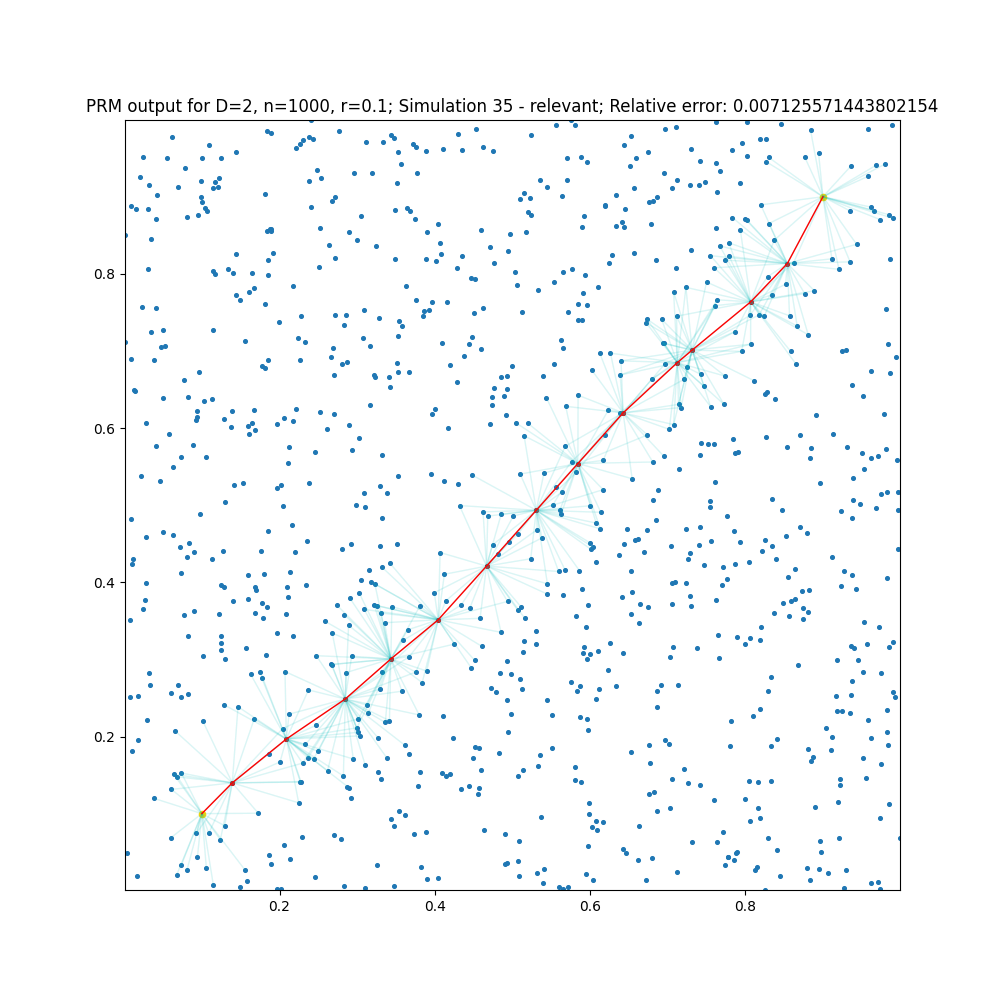 PRM output for D=2, n=1000, r=0.1; Simulation 35 - relevant; Relative error: 0.007125571443802154
0.8
0.6
0.4
0.2
0.2 0.4 0.6 0.8